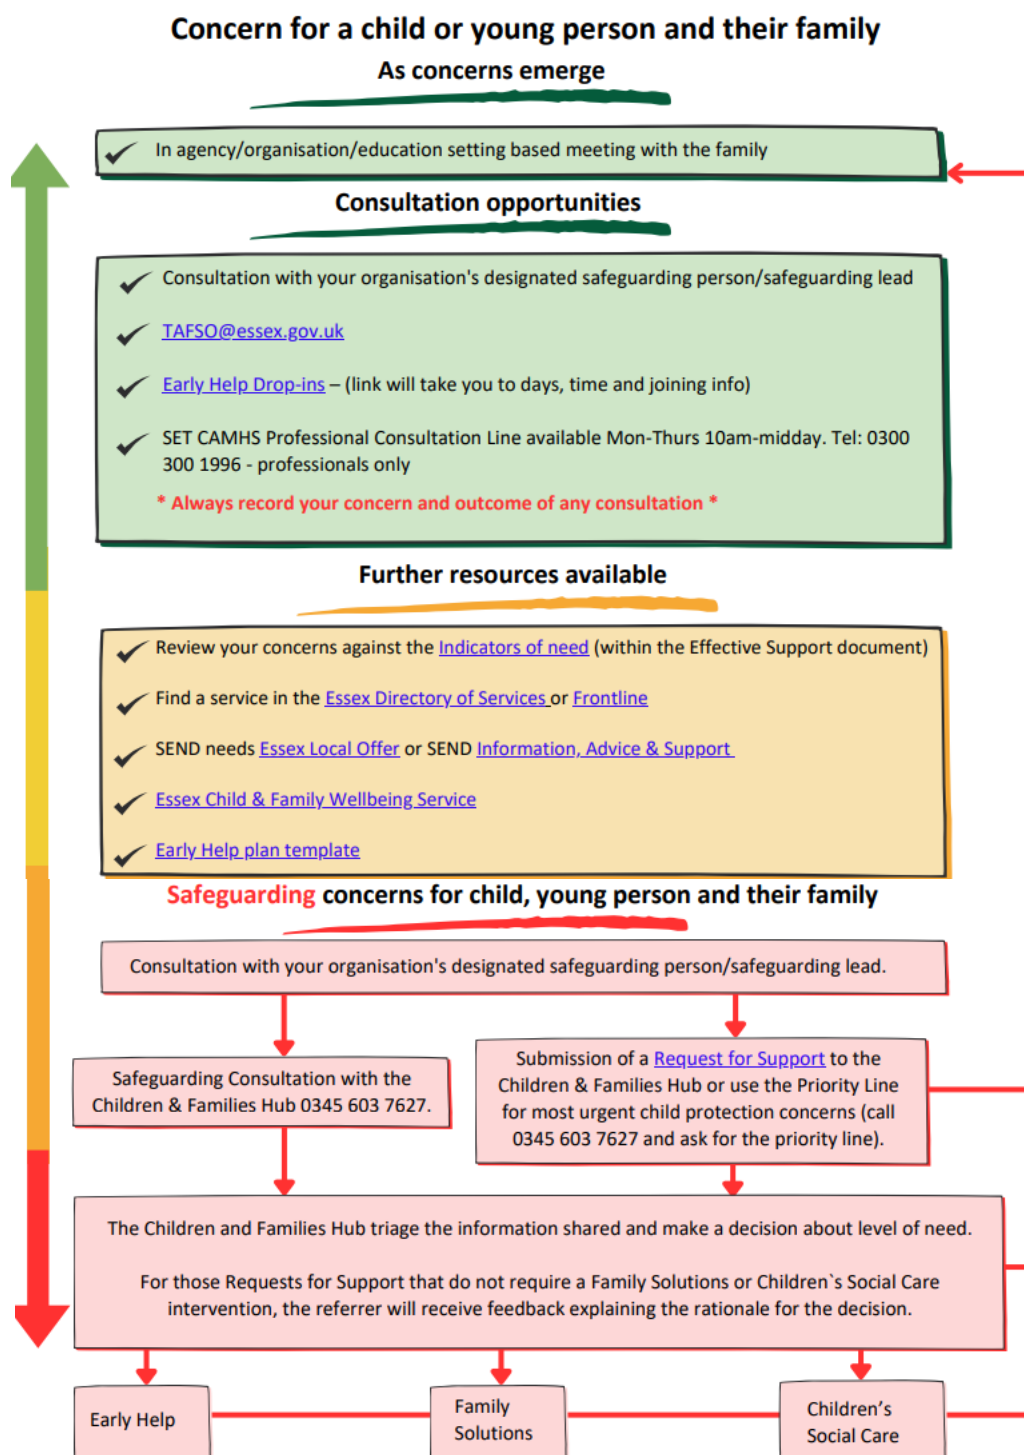 Concern for a child or young person and their family
As concerns emerge
In agency/organisation/education setting based meeting with the family
Consultation opportunities
Consultation with your organisation's designated safeguarding person/safeguarding lead
TAFSO@essex.gov.uk
Early Help Drop-ins – (link will take you to days, time and joining info)
SET CAMHS Professional Consultation Line available Mon-Thurs 10am-midday. Tel: 0300
300 1996 - professionals only
* Always record your concern and outcome of any consultation *
Further resources available
Review your concerns against the Indicators of need (within the Effective Support document)
Find a service in the Essex Directory of Services or Frontline
SEND needs Essex Local Offer or SEND Information, Advice & Support
Essex Child & Family Wellbeing Service
Early Help plan template
Safeguarding concerns for child, young person and their family
Consultation with your organisation's designated safeguarding person/safeguarding lead.
Safeguarding Consultation with the
Children & Families Hub 0345 603 7627.
Submission of a Request for Support to the
Children & Families Hub or use the Priority Line
for most urgent child protection concerns (call
0345 603 7627 and ask for the priority line).
The Children and Families Hub triage the information shared and make a decision about level of need.
For those Requests for Support that do not require a Family Solutions or Children`s Social Care
intervention, the referrer will receive feedback explaining the rationale for the decision.
Early Help
Family
Solutions
Children's
Social Care